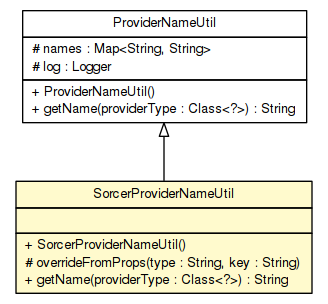 ProviderNameUtil
# names : Map<String, String>
# log : Logger
+ ProviderNameUtil()
+ getName(providerType : Class<?>) : String
SorcerProviderNameUtil
+ SorcerProviderNameUtil()
# overrideFromProps(type : String, key : String)
+ getName(providerType : Class<?>) : String